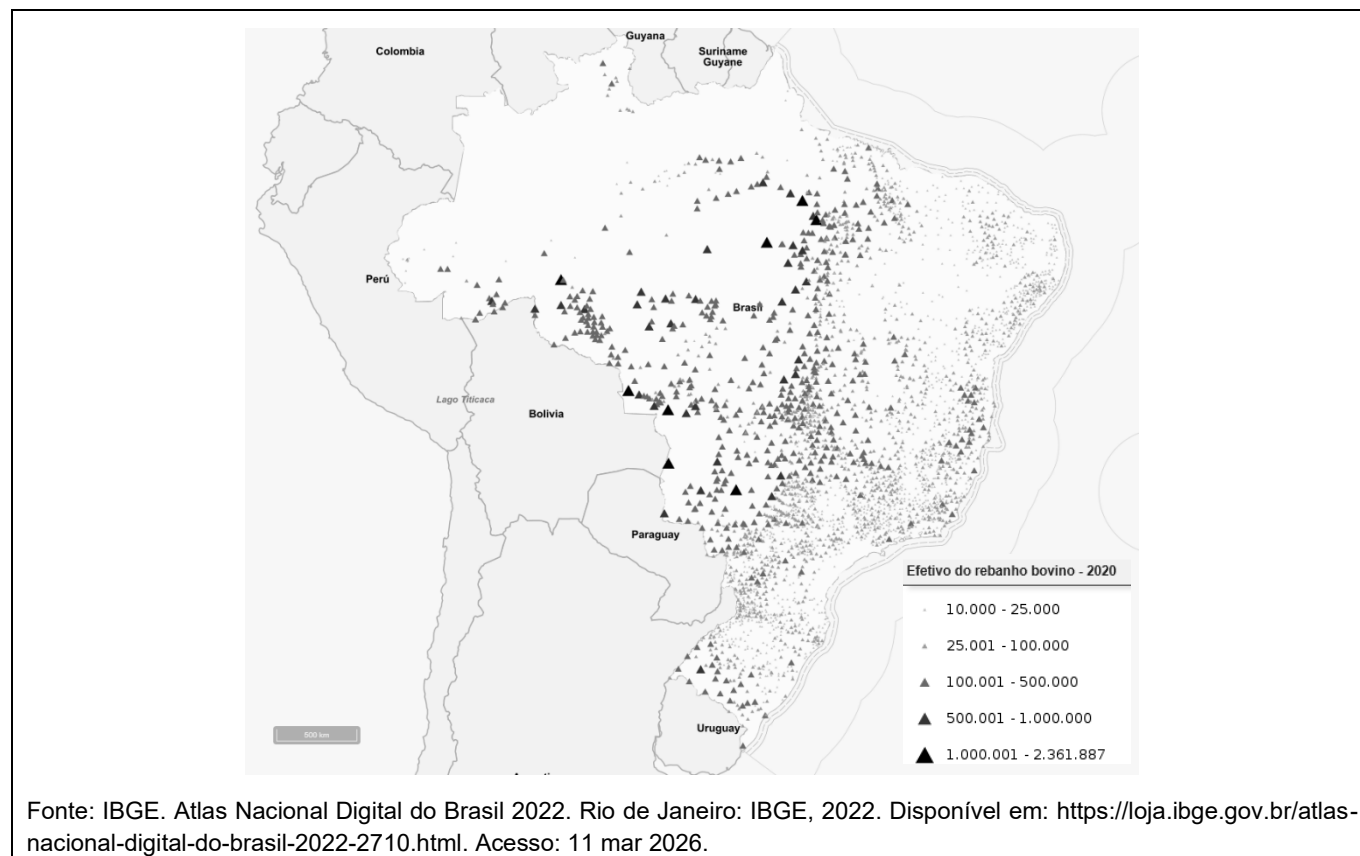 Colombia
Guyana
Suriname
Guyane
Perú
Brasil
Lago Titicaca
Bolivia
Paraguay
Uruguay
500 km
Efetivo do rebanho bovino - 2020
10.000 - 25.000
25.001 - 100.000
100.001 - 500.000
500.001 - 1.000.000
1.000.001 - 2.361.887
Fonte: IBGE. Atlas Nacional Digital do Brasil 2022. Rio de Janeiro: IBGE, 2022. Disponível em: https://loja.ibge.gov.br/atlas-
nacional-digital-do-brasil-2022-2710.html. Acesso: 11 mar 2026.